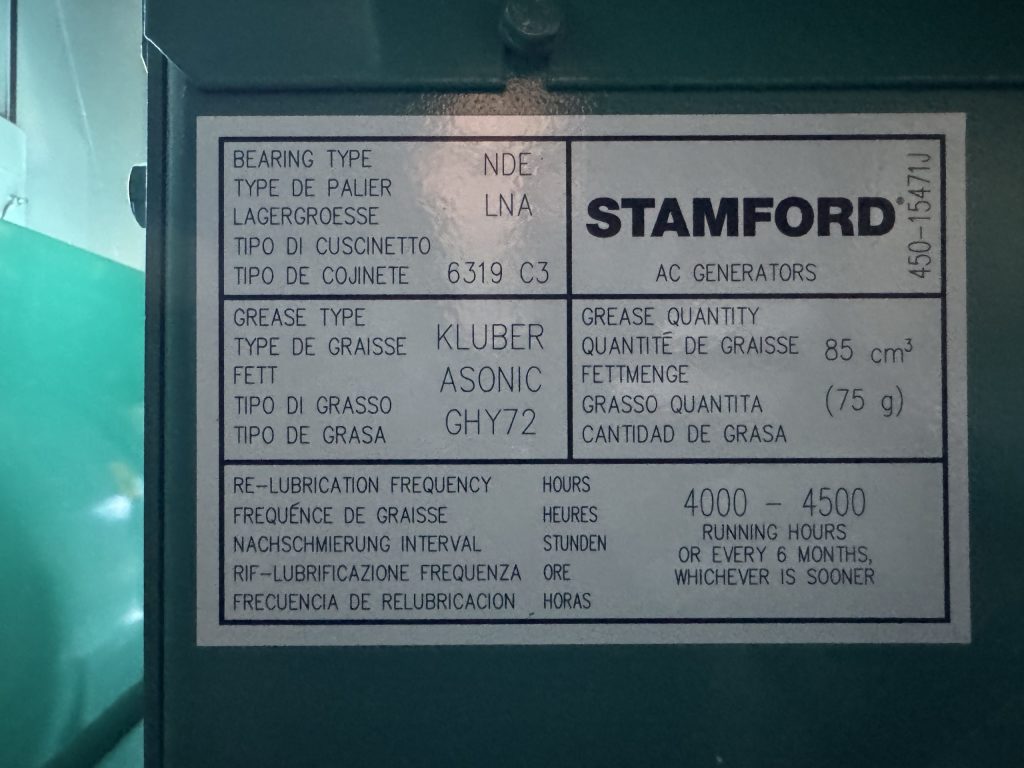 BEARING TYPE
TYPE DE PALIER
LAGERGROESSE
TIPO DI CUSCINETTO
TIPO DE COJINETE
NDE
LNA
6319 C3
STAMFORD
AC GENERATORS
450-15471J
GREASE TYPE
TYPE DE GRAISSE
FETT
TIPO DI GRASSO
TIPO DE GRASA
KLUBER
ASONIC
GHY72
GREASE QUANTITY
QUANTITÉ DE GRAISSE
FETTMENGE
GRASSO QUANTITA
CANTIDAD DE GRASA
85 cm³
(75 g)
RE-LUBRICATION FREQUENCY HOURS
FREQUÉNCE DE GRAISSE HEURES
NACHSCHMIERUNG INTERVAL STUNDEN
RIF-LUBRIFICAZIONE FREQUENZA ORE
FRECUENCIA DE RELUBRICACION HORAS
4000 - 4500
RUNNING HOURS
OR EVERY 6 MONTHS,
WHICHEVER IS SOONER